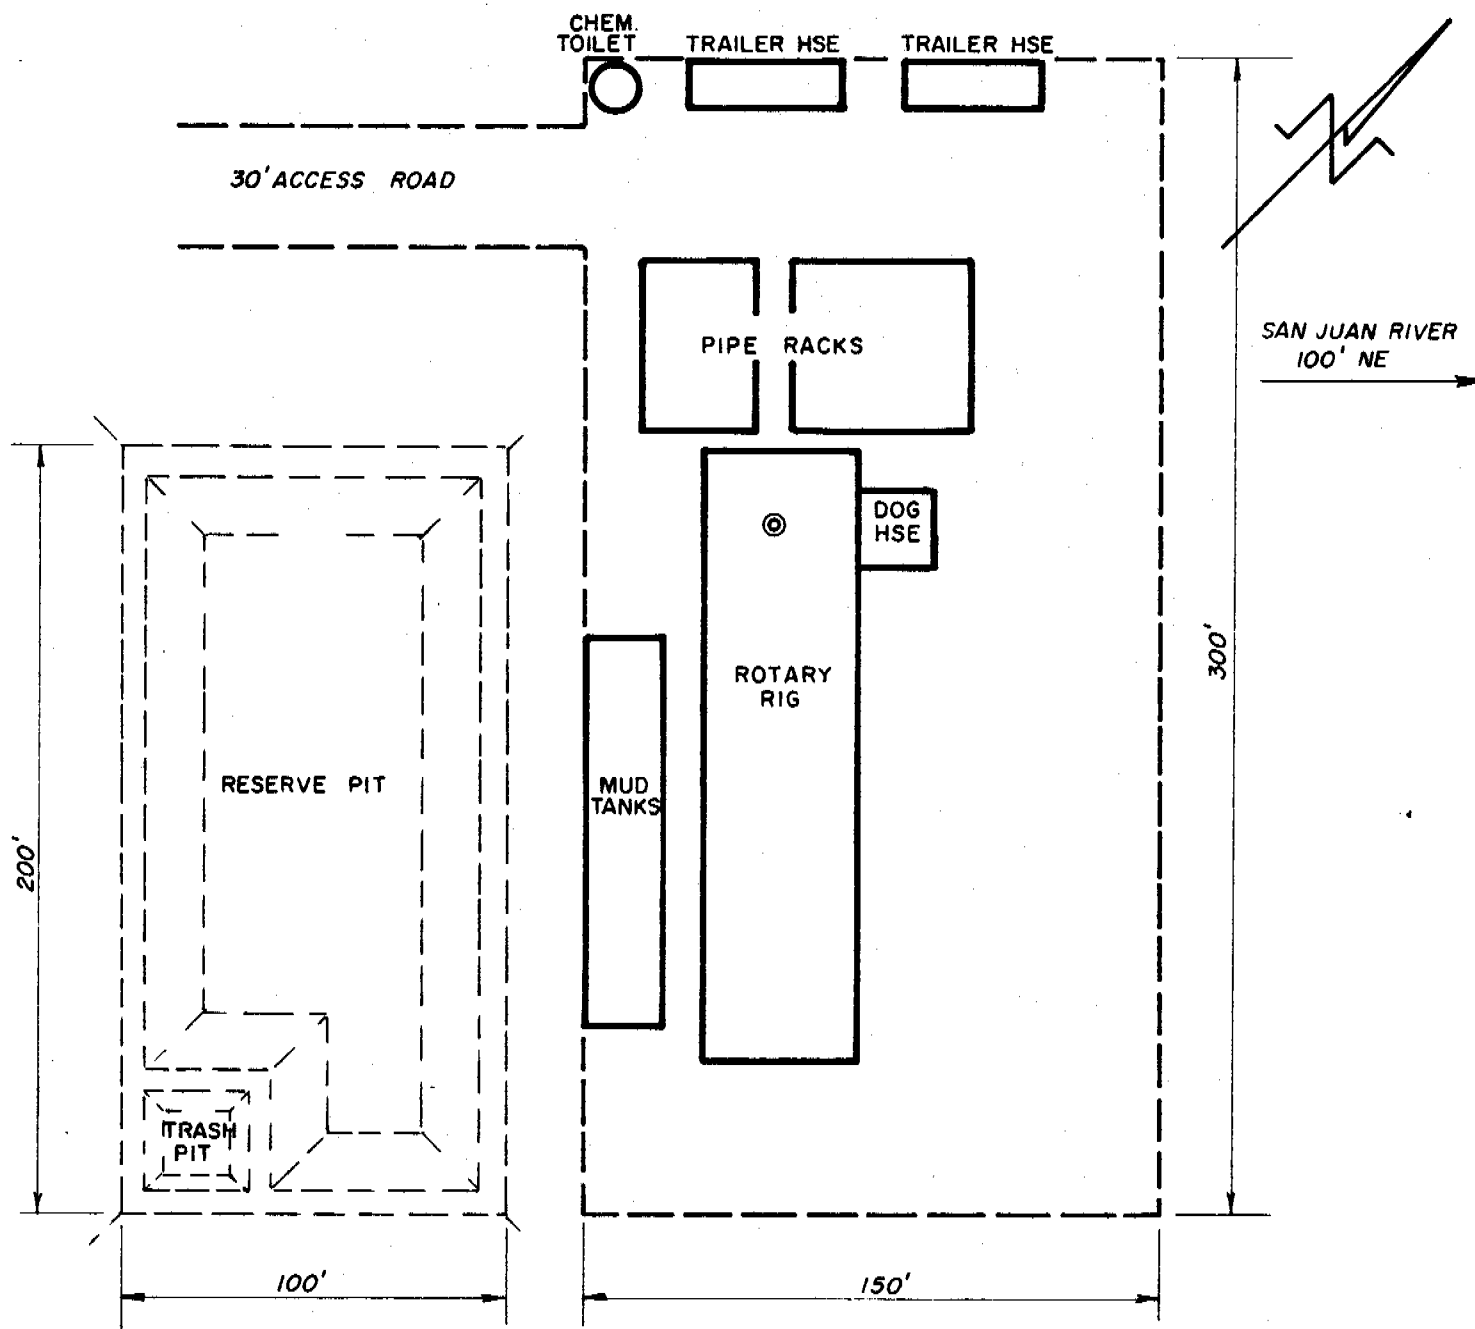 CHEM.
TOILET
TRAILER HSE
TRAILER HSE
30' ACCESS ROAD
SAN JUAN RIVER
100' NE
PIPE RACKS
DOG
HSE
300'
ROTARY
RIG
RESERVE PIT
MUD
TANKS
200'
TRASH
PIT
100'
150'